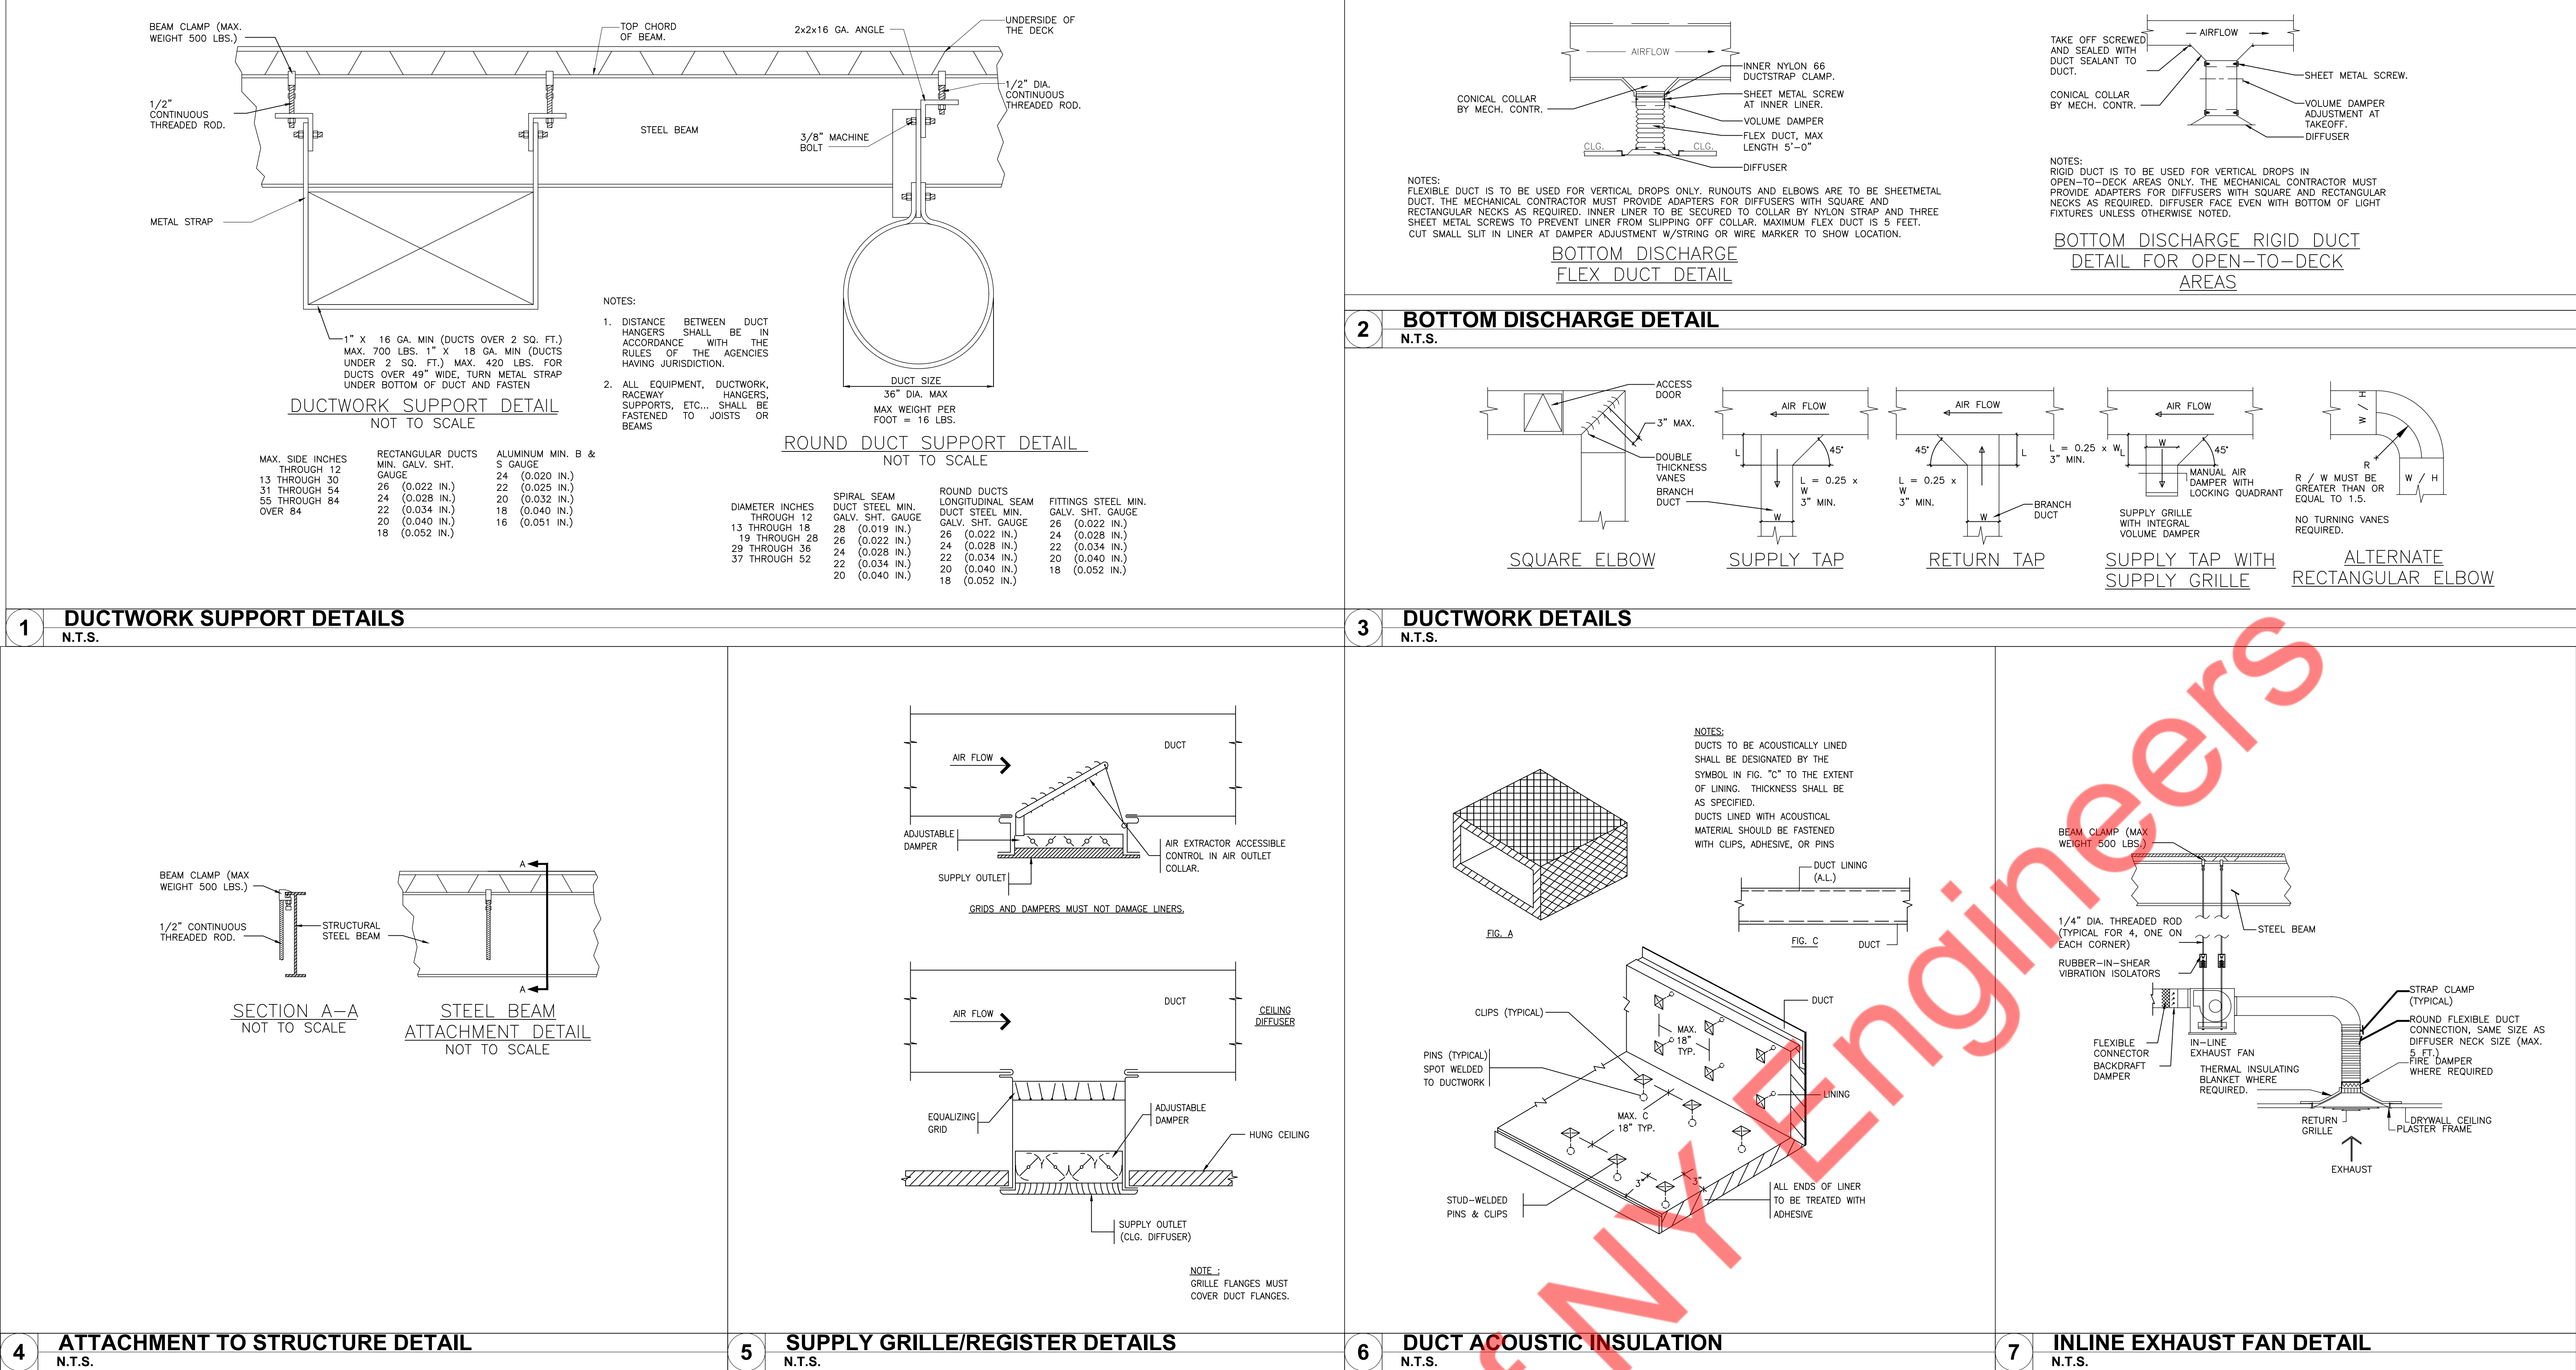 BEAM CLAMP (MAX.
WEIGHT 500 LBS.)
TOP CHORD
OF BEAM.
2x2x16 GA. ANGLE
UNDERSIDE OF
THE DECK
1/2"
CONTINUOUS
THREADED ROD.
STEEL BEAM
3/8" MACHINE
BOLT
1/2" DIA.
CONTINUOUS
THREADED ROD.
METAL STRAP
1" X 16 GA. MIN (DUCTS OVER 2 SQ. FT.)
MAX. 700 LBS. 1" X 18 GA. MIN (DUCTS
UNDER 2 SQ. FT.) MAX. 420 LBS. FOR
DUCTS OVER 49" WIDE, TURN METAL STRAP
UNDER BOTTOM OF DUCT AND FASTEN
DUCTWORK SUPPORT DETAIL
NOT TO SCALE
NOTES:
1. DISTANCE BETWEEN DUCT
HANGERS SHALL BE IN
ACCORDANCE WITH THE
RULES OF THE AGENCIES
HAVING JURISDICTION.
2. ALL EQUIPMENT, DUCTWORK,
RACEWAY HANGERS,
SUPPORTS, ETC... SHALL BE
FASTENED TO JOISTS OR
BEAMS
DUCT SIZE
36" DIA. MAX
MAX WEIGHT PER
FOOT = 16 LBS.
ROUND DUCT SUPPORT DETAIL
NOT TO SCALE
MAX. SIDE INCHES
THROUGH 12
13 THROUGH 30
31 THROUGH 54
55 THROUGH 84
OVER 84
RECTANGULAR DUCTS
MIN. GALV. SHT.
GAUGE
26 (0.022 IN.)
24 (0.028 IN.)
22 (0.034 IN.)
20 (0.040 IN.)
18 (0.052 IN.)
ALUMINUM MIN. B &
S GAUGE
24 (0.020 IN.)
22 (0.025 IN.)
20 (0.032 IN.)
18 (0.040 IN.)
16 (0.051 IN.)
DIAMETER INCHES
THROUGH 12
13 THROUGH 18
19 THROUGH 28
29 THROUGH 36
37 THROUGH 52
SPIRAL SEAM
DUCT STEEL MIN.
GALV. SHT. GAUGE
28 (0.019 IN.)
26 (0.022 IN.)
24 (0.028 IN.)
22 (0.034 IN.)
20 (0.040 IN.)
ROUND DUCTS
LONGITUDINAL SEAM
DUCT STEEL MIN.
GALV. SHT. GAUGE
26 (0.022 IN.)
24 (0.028 IN.)
22 (0.034 IN.)
20 (0.040 IN.)
18 (0.052 IN.)
FITTINGS STEEL MIN.
GALV. SHT. GAUGE
26 (0.022 IN.)
24 (0.028 IN.)
22 (0.034 IN.)
20 (0.040 IN.)
18 (0.052 IN.)
1 DUCTWORK SUPPORT DETAILS
N.T.S.
AIRFLOW
INNER NYLON 66
DUCTSTRAP CLAMP.
SHEET METAL SCREW
AT INNER LINER.
CONICAL COLLAR
BY MECH. CONTR.
VOLUME DAMPER
FLEX DUCT, MAX
LENGTH 5'-0"
CLG.
CLG.
DIFFUSER
NOTES:
FLEXIBLE DUCT IS TO BE USED FOR VERTICAL DROPS ONLY. RUNOUTS AND ELBOWS ARE TO BE SHEETMETAL
DUCT. THE MECHANICAL CONTRACTOR MUST PROVIDE ADAPTERS FOR DIFFUSERS WITH SQUARE AND
RECTANGULAR NECKS AS REQUIRED. INNER LINER TO BE SECURED TO COLLAR BY NYLON STRAP AND THREE
SHEET METAL SCREWS TO PREVENT LINER FROM SLIPPING OFF COLLAR. MAXIMUM FLEX DUCT IS 5 FEET.
CUT SMALL SLIT IN LINER AT DAMPER ADJUSTMENT W/STRING OR WIRE MARKER TO SHOW LOCATION.
BOTTOM DISCHARGE
FLEX DUCT DETAIL
AIRFLOW
TAKE OFF SCREWED
AND SEALED WITH
DUCT SEALANT TO
DUCT.
CONICAL COLLAR
BY MECH. CONTR.
SHEET METAL SCREW.
VOLUME DAMPER
ADJUSTMENT AT
TAKEOFF.
DIFFUSER
NOTES:
RIGID DUCT IS TO BE USED FOR VERTICAL DROPS IN
OPEN-TO-DECK AREAS ONLY. THE MECHANICAL CONTRACTOR MUST
PROVIDE ADAPTERS FOR DIFFUSERS WITH SQUARE AND RECTANGULAR
NECKS AS REQUIRED. DIFFUSER FACE EVEN WITH BOTTOM OF LIGHT
FIXTURES UNLESS OTHERWISE NOTED.
BOTTOM DISCHARGE RIGID DUCT
DETAIL FOR OPEN-TO-DECK
AREAS
2 BOTTOM DISCHARGE DETAIL
N.T.S.
ACCESS
DOOR
3" MAX.
DOUBLE
THICKNESS
VANES
BRANCH
DUCT
SQUARE ELBOW
AIR FLOW
L
45°
L = 0.25 x
W
3" MIN.
W
SUPPLY TAP
AIR FLOW
45°
L
L = 0.25 x
W
3" MIN.
BRANCH
DUCT
W
RETURN TAP
AIR FLOW
L = 0.25 x W
3" MIN.
L
W
45°
MANUAL AIR
DAMPER WITH
LOCKING QUADRANT
SUPPLY GRILLE
WITH INTEGRAL
VOLUME DAMPER
SUPPLY TAP WITH
SUPPLY GRILLE
W / H
R
W / H
R / W MUST BE
GREATER THAN OR
EQUAL TO 1.5.
NO TURNING VANES
REQUIRED.
ALTERNATE
RECTANGULAR ELBOW
3 DUCTWORK DETAILS
N.T.S.
BEAM CLAMP (MAX
WEIGHT 500 LBS.)
1/2" CONTINUOUS
THREADED ROD.
STRUCTURAL
STEEL BEAM
A
A
SECTION A-A
NOT TO SCALE
STEEL BEAM
ATTACHMENT DETAIL
NOT TO SCALE
4 ATTACHMENT TO STRUCTURE DETAIL
N.T.S.
DUCT
AIR FLOW
ADJUSTABLE
DAMPER
AIR EXTRACTOR ACCESSIBLE
CONTROL IN AIR OUTLET
COLLAR.
SUPPLY OUTLET
GRIDS AND DAMPERS MUST NOT DAMAGE LINERS.
DUCT
AIR FLOW
CEILING
DIFFUSER
EQUALIZING
GRID
ADJUSTABLE
DAMPER
HUNG CEILING
SUPPLY OUTLET
(CLG. DIFFUSER)
NOTE :
GRILLE FLANGES MUST
COVER DUCT FLANGES.
5 SUPPLY GRILLE/REGISTER DETAILS
N.T.S.
NOTES:
DUCTS TO BE ACOUSTICALLY LINED
SHALL BE DESIGNATED BY THE
SYMBOL IN FIG. "C" TO THE EXTENT
OF LINING. THICKNESS SHALL BE
AS SPECIFIED.
DUCTS LINED WITH ACOUSTICAL
MATERIAL SHOULD BE FASTENED
WITH CLIPS, ADHESIVE, OR PINS
DUCT LINING
(A.L.)
FIG. A
FIG. C
DUCT
CLIPS (TYPICAL)
DUCT
MAX.
18"
TYP.
PINS (TYPICAL)
SPOT WELDED
TO DUCTWORK
LINING
MAX. C
18" TYP.
3"
3"
STUD-WELDED
PINS & CLIPS
ALL ENDS OF LINER
TO BE TREATED WITH
ADHESIVE
6 DUCT ACOUSTIC INSULATION
N.T.S.
BEAM CLAMP (MAX
WEIGHT 500 LBS.)
1/4" DIA. THREADED ROD
(TYPICAL FOR 4, ONE ON
EACH CORNER)
STEEL BEAM
RUBBER-IN-SHEAR
VIBRATION ISOLATORS
STRAP CLAMP
(TYPICAL)
ROUND FLEXIBLE DUCT
CONNECTION, SAME SIZE AS
DIFFUSER NECK SIZE (MAX.
5 FT.)
FIRE DAMPER
WHERE REQUIRED
FLEXIBLE
CONNECTOR
BACKDRAFT
DAMPER
IN-LINE
EXHAUST FAN
THERMAL INSULATING
BLANKET WHERE
REQUIRED.
RETURN
GRILLE
DRYWALL CEILING
PLASTER FRAME
EXHAUST
7 INLINE EXHAUST FAN DETAIL
N.T.S.
f NY Engineers